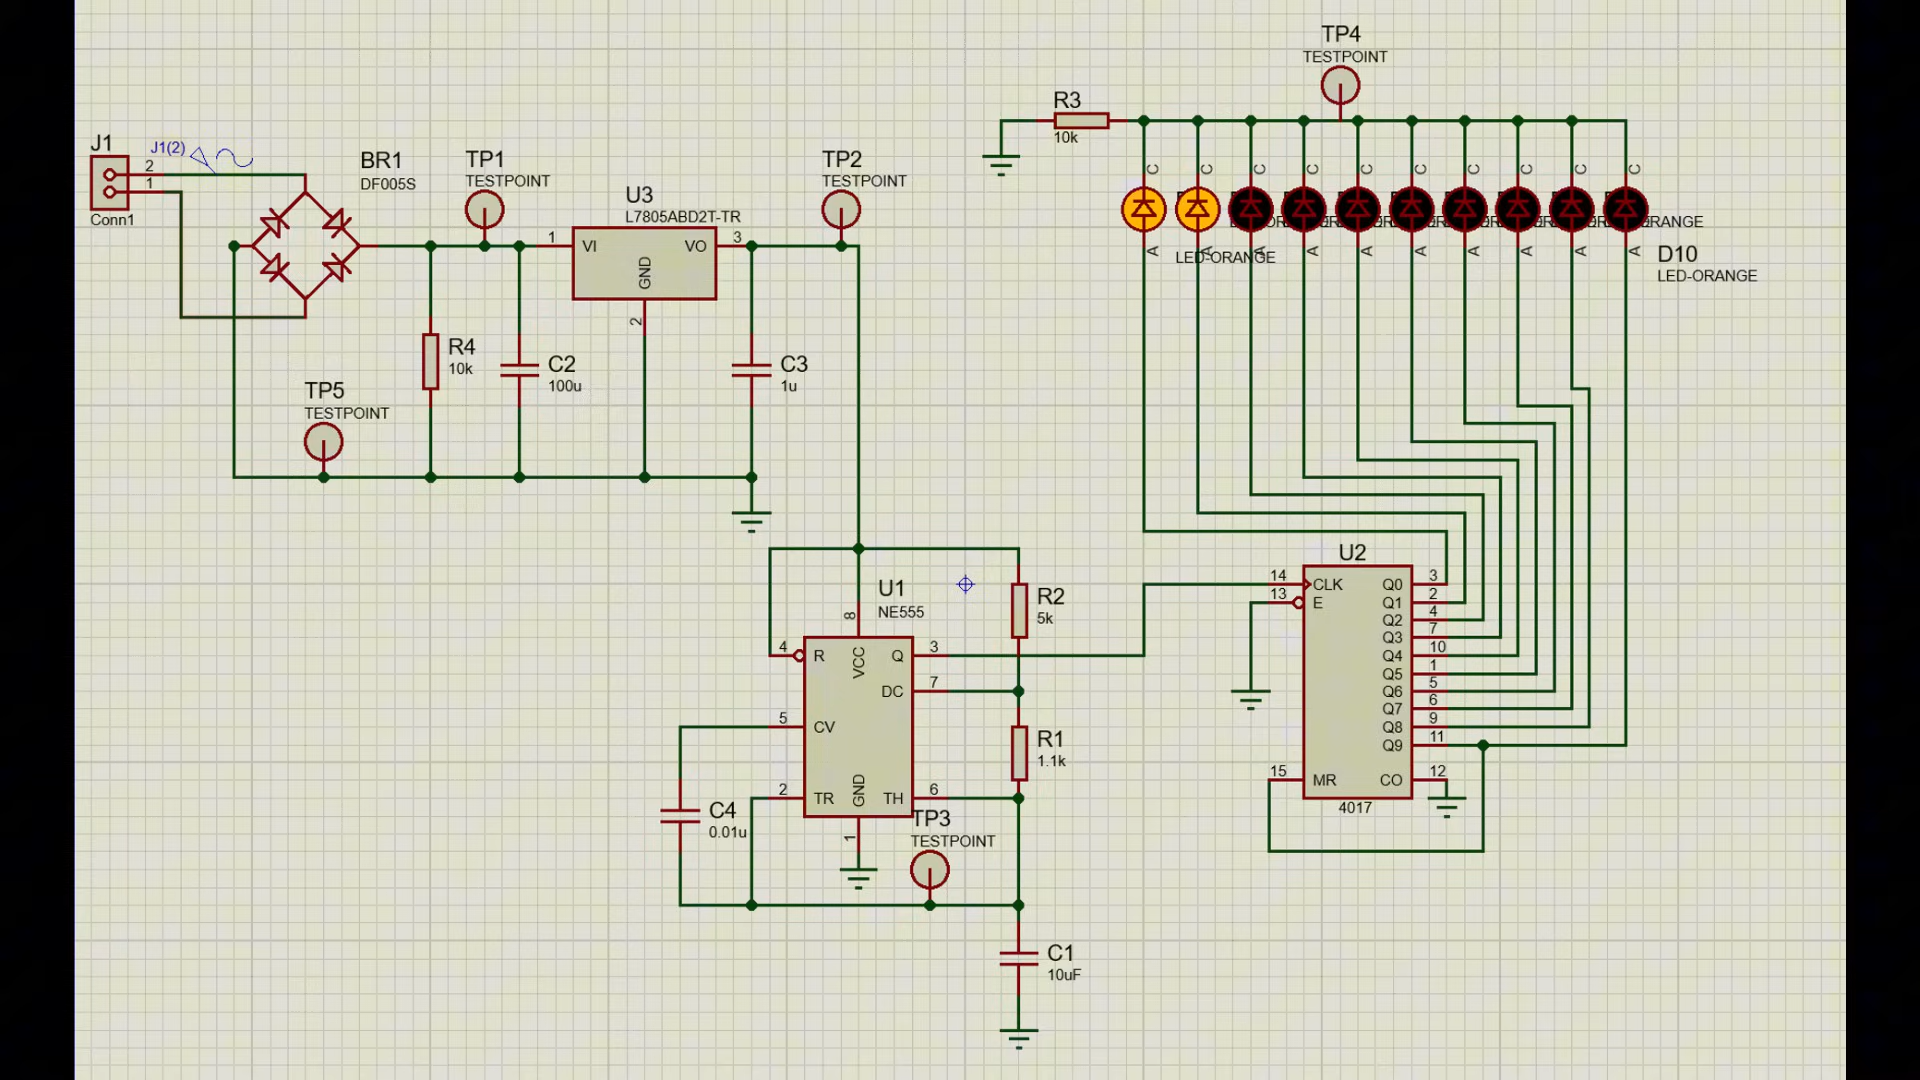 TP4
TESTPOINT
R3
10k
J1
J1(2)
2
1
Conn1
BR1
DF005S
TP1
TESTPOINT
U3
L7805ABD2T-TR
1
VI
VO
3
GND
2
TP2
TESTPOINT
C
C
C
C
C
C
C
C
C
C
ORANGE
A
A
A
A
A
A
A
A
A
A
LED-ORANGE
D10
LED-ORANGE
R4
10k
C2
100u
C3
1u
TP5
TESTPOINT
U1
NE555
8
4
R
VCC
Q
3
DC
7
5
CV
2
TR
GND
TH
6
1
R2
5k
R1
1.1k
C4
0.01u
TP3
TESTPOINT
C1
10uF
U2
14
CLK
Q0
3
13
E
Q1
2
Q2
4
Q3
7
Q4
10
Q5
1
Q6
5
Q7
6
Q8
9
Q9
11
15
MR
CO
12
4017